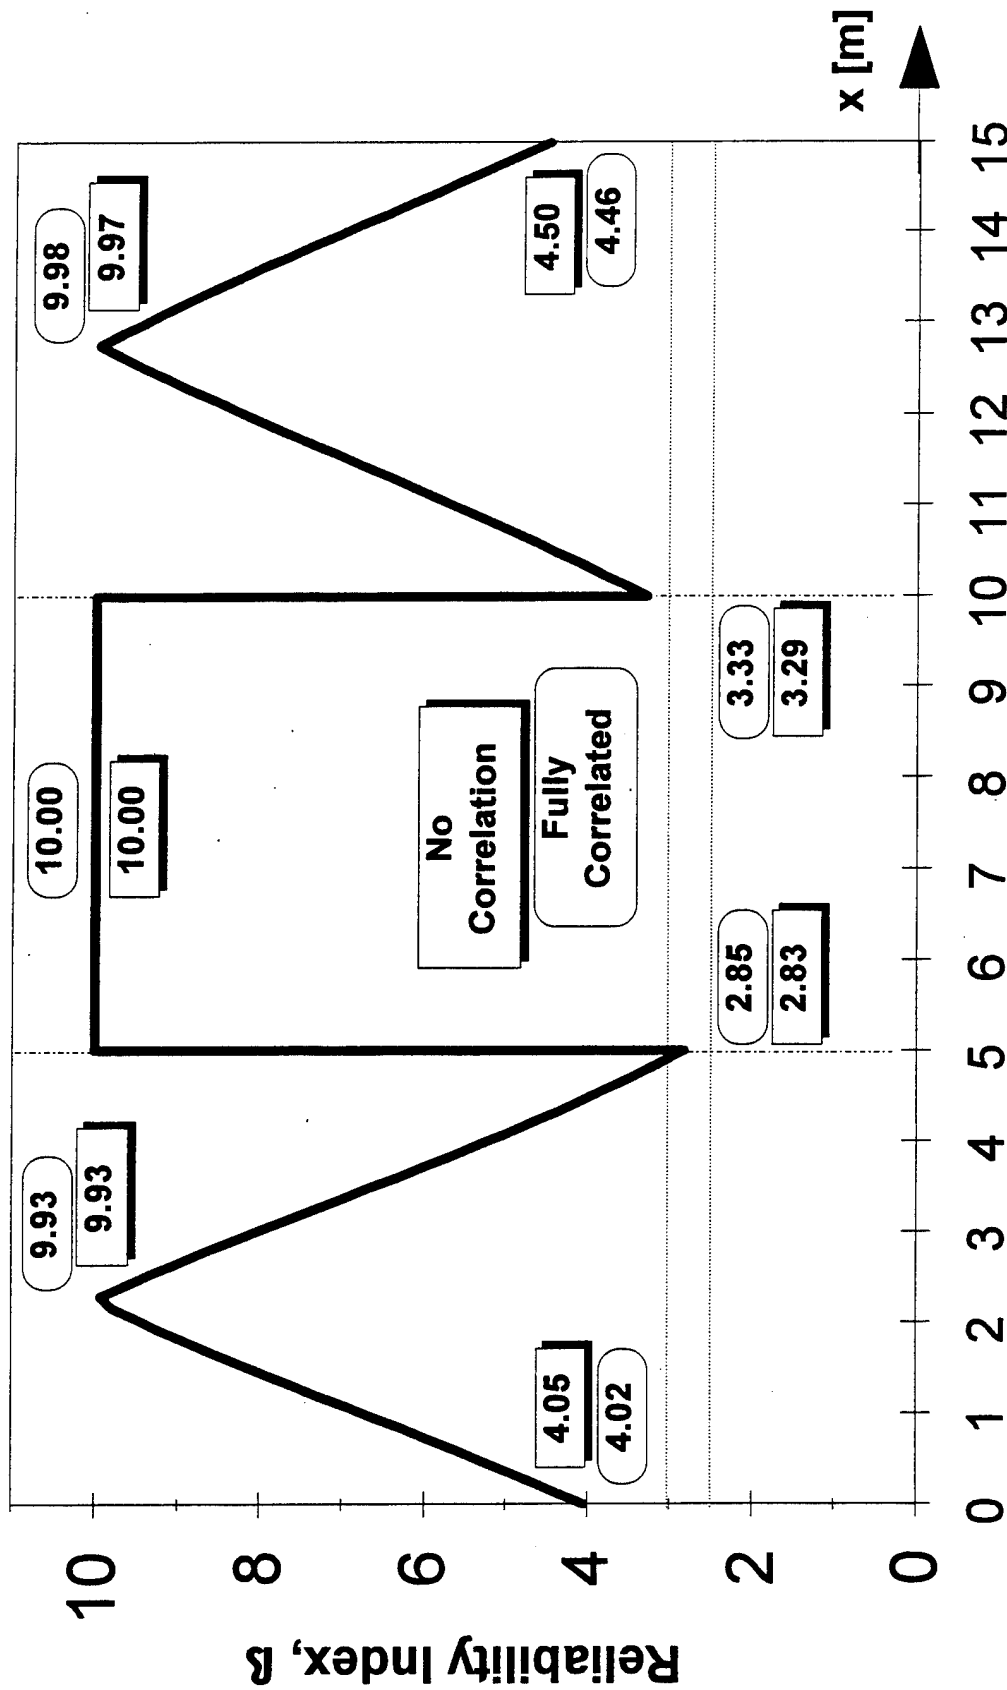 Reliability Index, β
10
8
6
4
2
0
9.93
9.93
4.05
4.02
10.00
10.00
No
Correlation
Fully
Correlated
2.85
2.83
3.33
3.29
9.98
9.97
4.50
4.46
x [m]
0 1 2 3 4 5 6 7 8 9 10 11 12 13 14 15